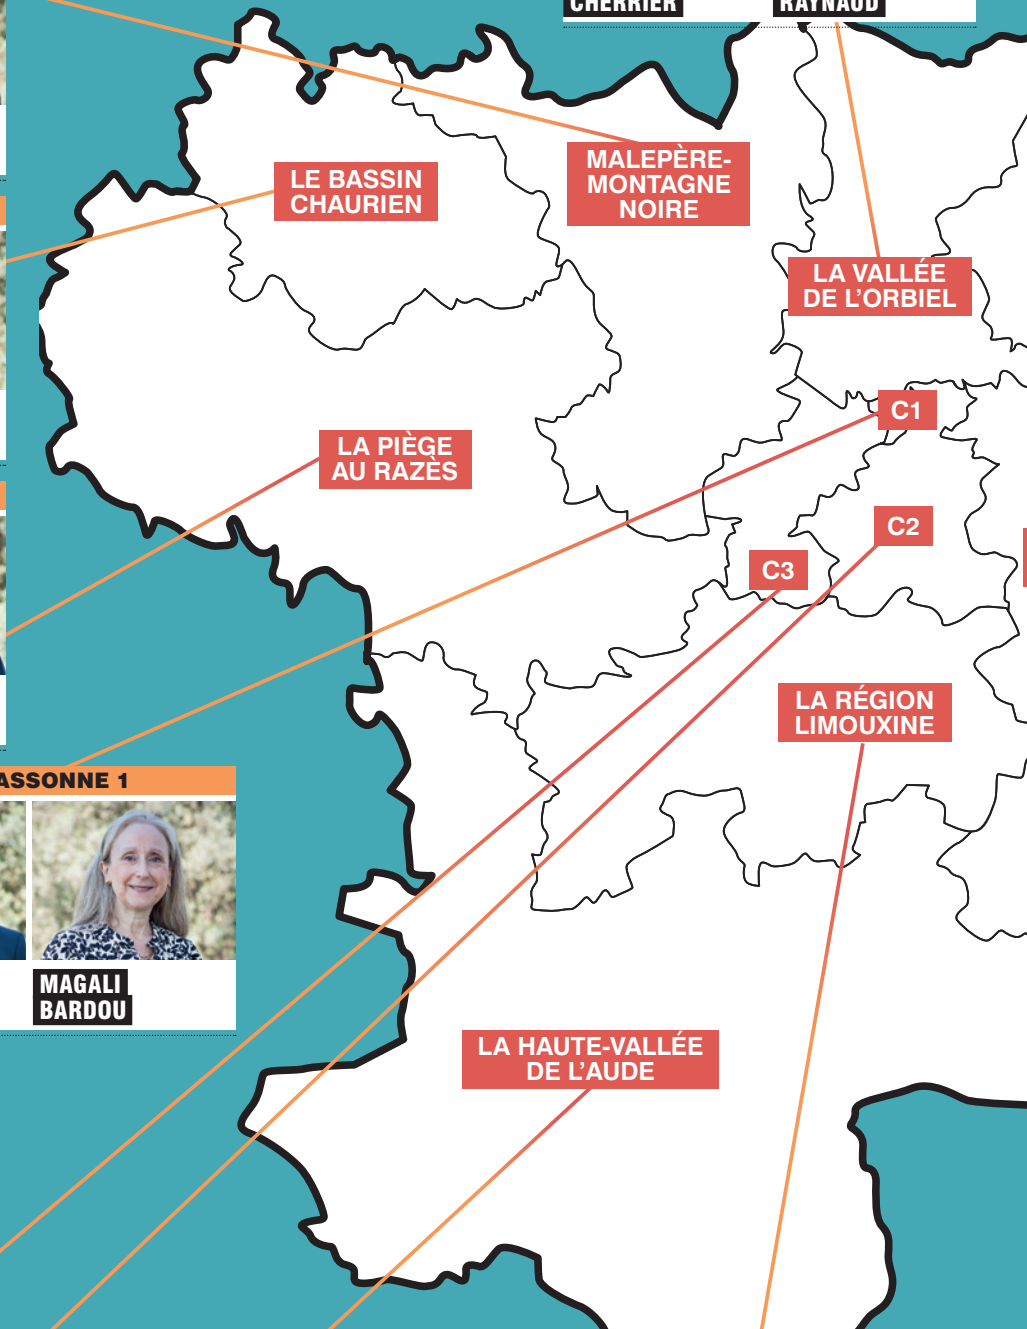 CHERRIER
RAYNAUD
LE BASSIN
CHAURIEN
MALEPÈRE-
MONTAGNE
NOIRE
LA VALLÉE
DE L'ORBIEL
C1
LA PIÈGE
AU RAZÈS
C2
C3
LA RÉGION
LIMOUXINE
ASSONNE 1
MAGALI
BARDOU
LA HAUTE-VALLÉE
DE L'AUDE